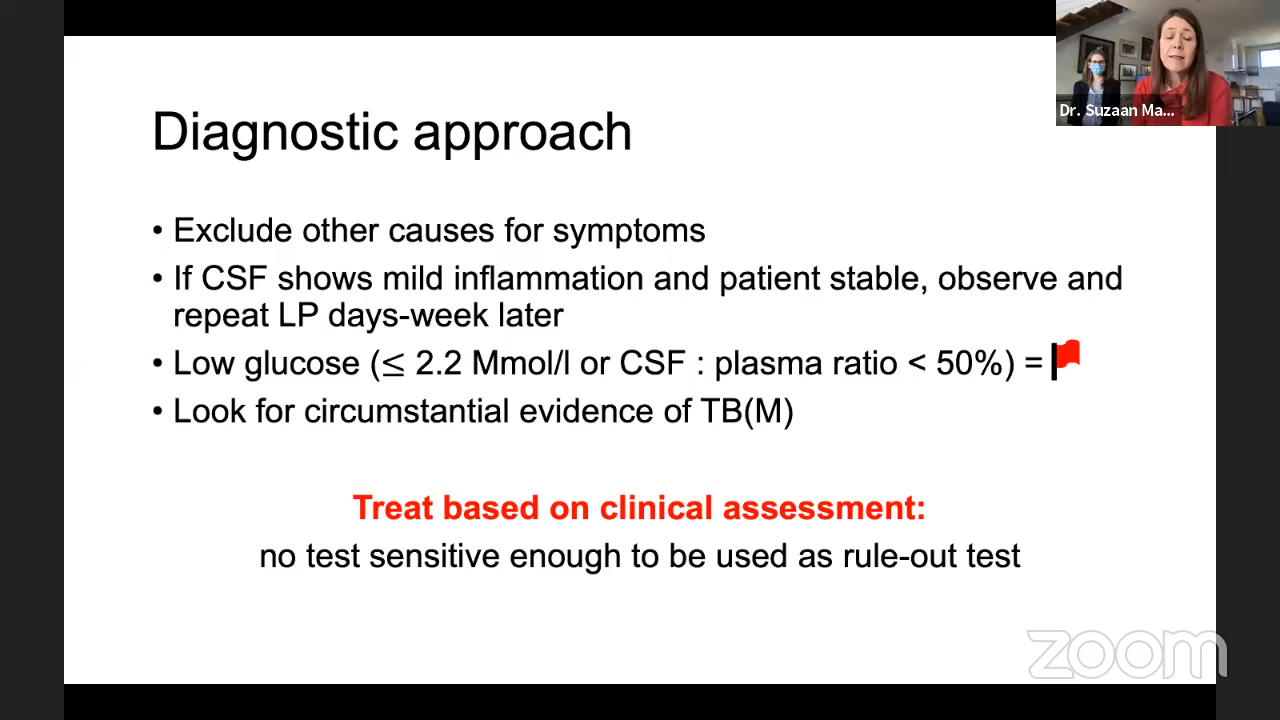 Dr. Suzaan Ma...
Diagnostic approach
• Exclude other causes for symptoms
• If CSF shows mild inflammation and patient stable, observe and
repeat LP days-week later
• Low glucose (≤ 2.2 Mmol/l or CSF : plasma ratio < 50%) =
• Look for circumstantial evidence of TB(M)
Treat based on clinical assessment:
no test sensitive enough to be used as rule-out test
zoom